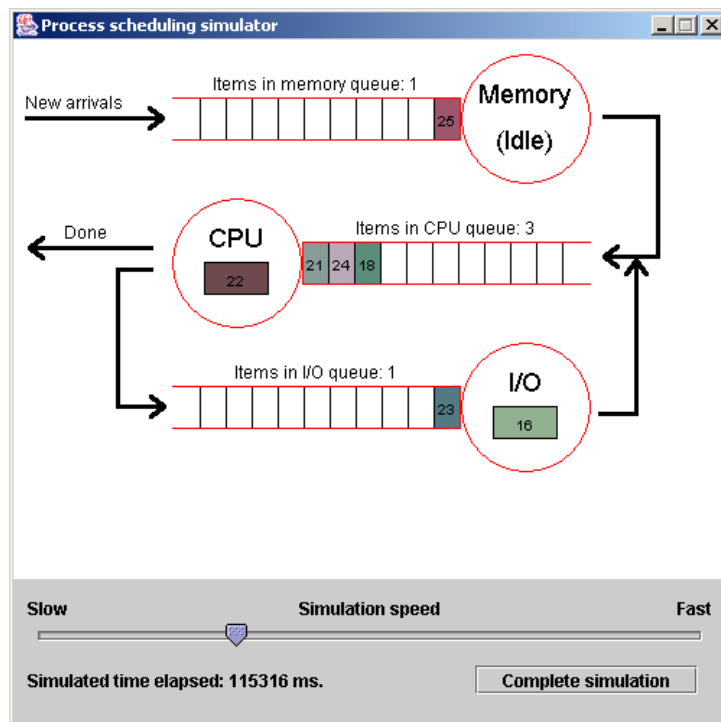 Process scheduling simulator
Items in memory queue: 1
New arrivals
25
Memory
(Idle)
Done
CPU
22
Items in CPU queue: 3
21 24 18
Items in I/O queue: 1
23
I/O
16
Slow Simulation speed Fast
Simulated time elapsed: 115316 ms. Complete simulation